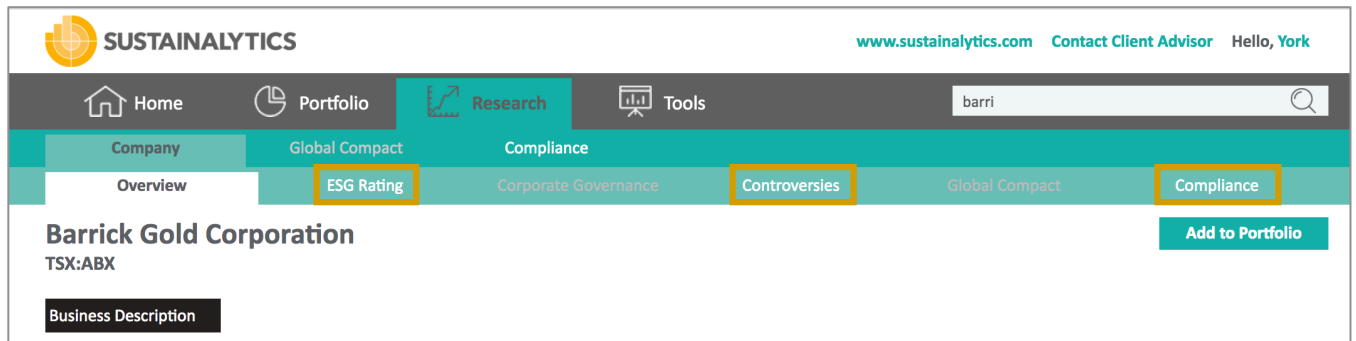 SUSTAINALYTICS
www.sustainalytics.com Contact Client Advisor Hello, York
Home Portfolio Research Tools barri
Company Global Compact Compliance
Overview ESG Rating Corporate Governance Controversies Global Compact Compliance
Barrick Gold Corporation Add to Portfolio
TSX:ABX
Business Description